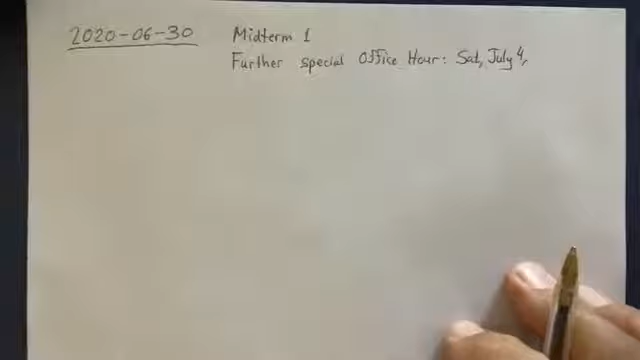 2020-06-30 Midterm 1
Further special Office Hour: Sat, July 4,